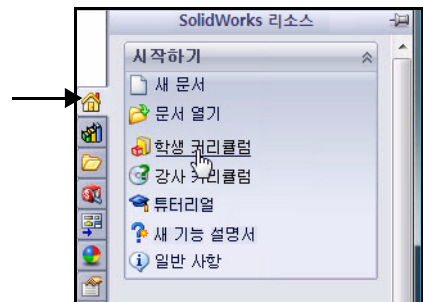 SolidWorks 리소스
시작하기
새 문서
문서 열기
학생 커리큘럼
강사 커리큘럼
튜터리얼
새 기능 설명서
일반 사항